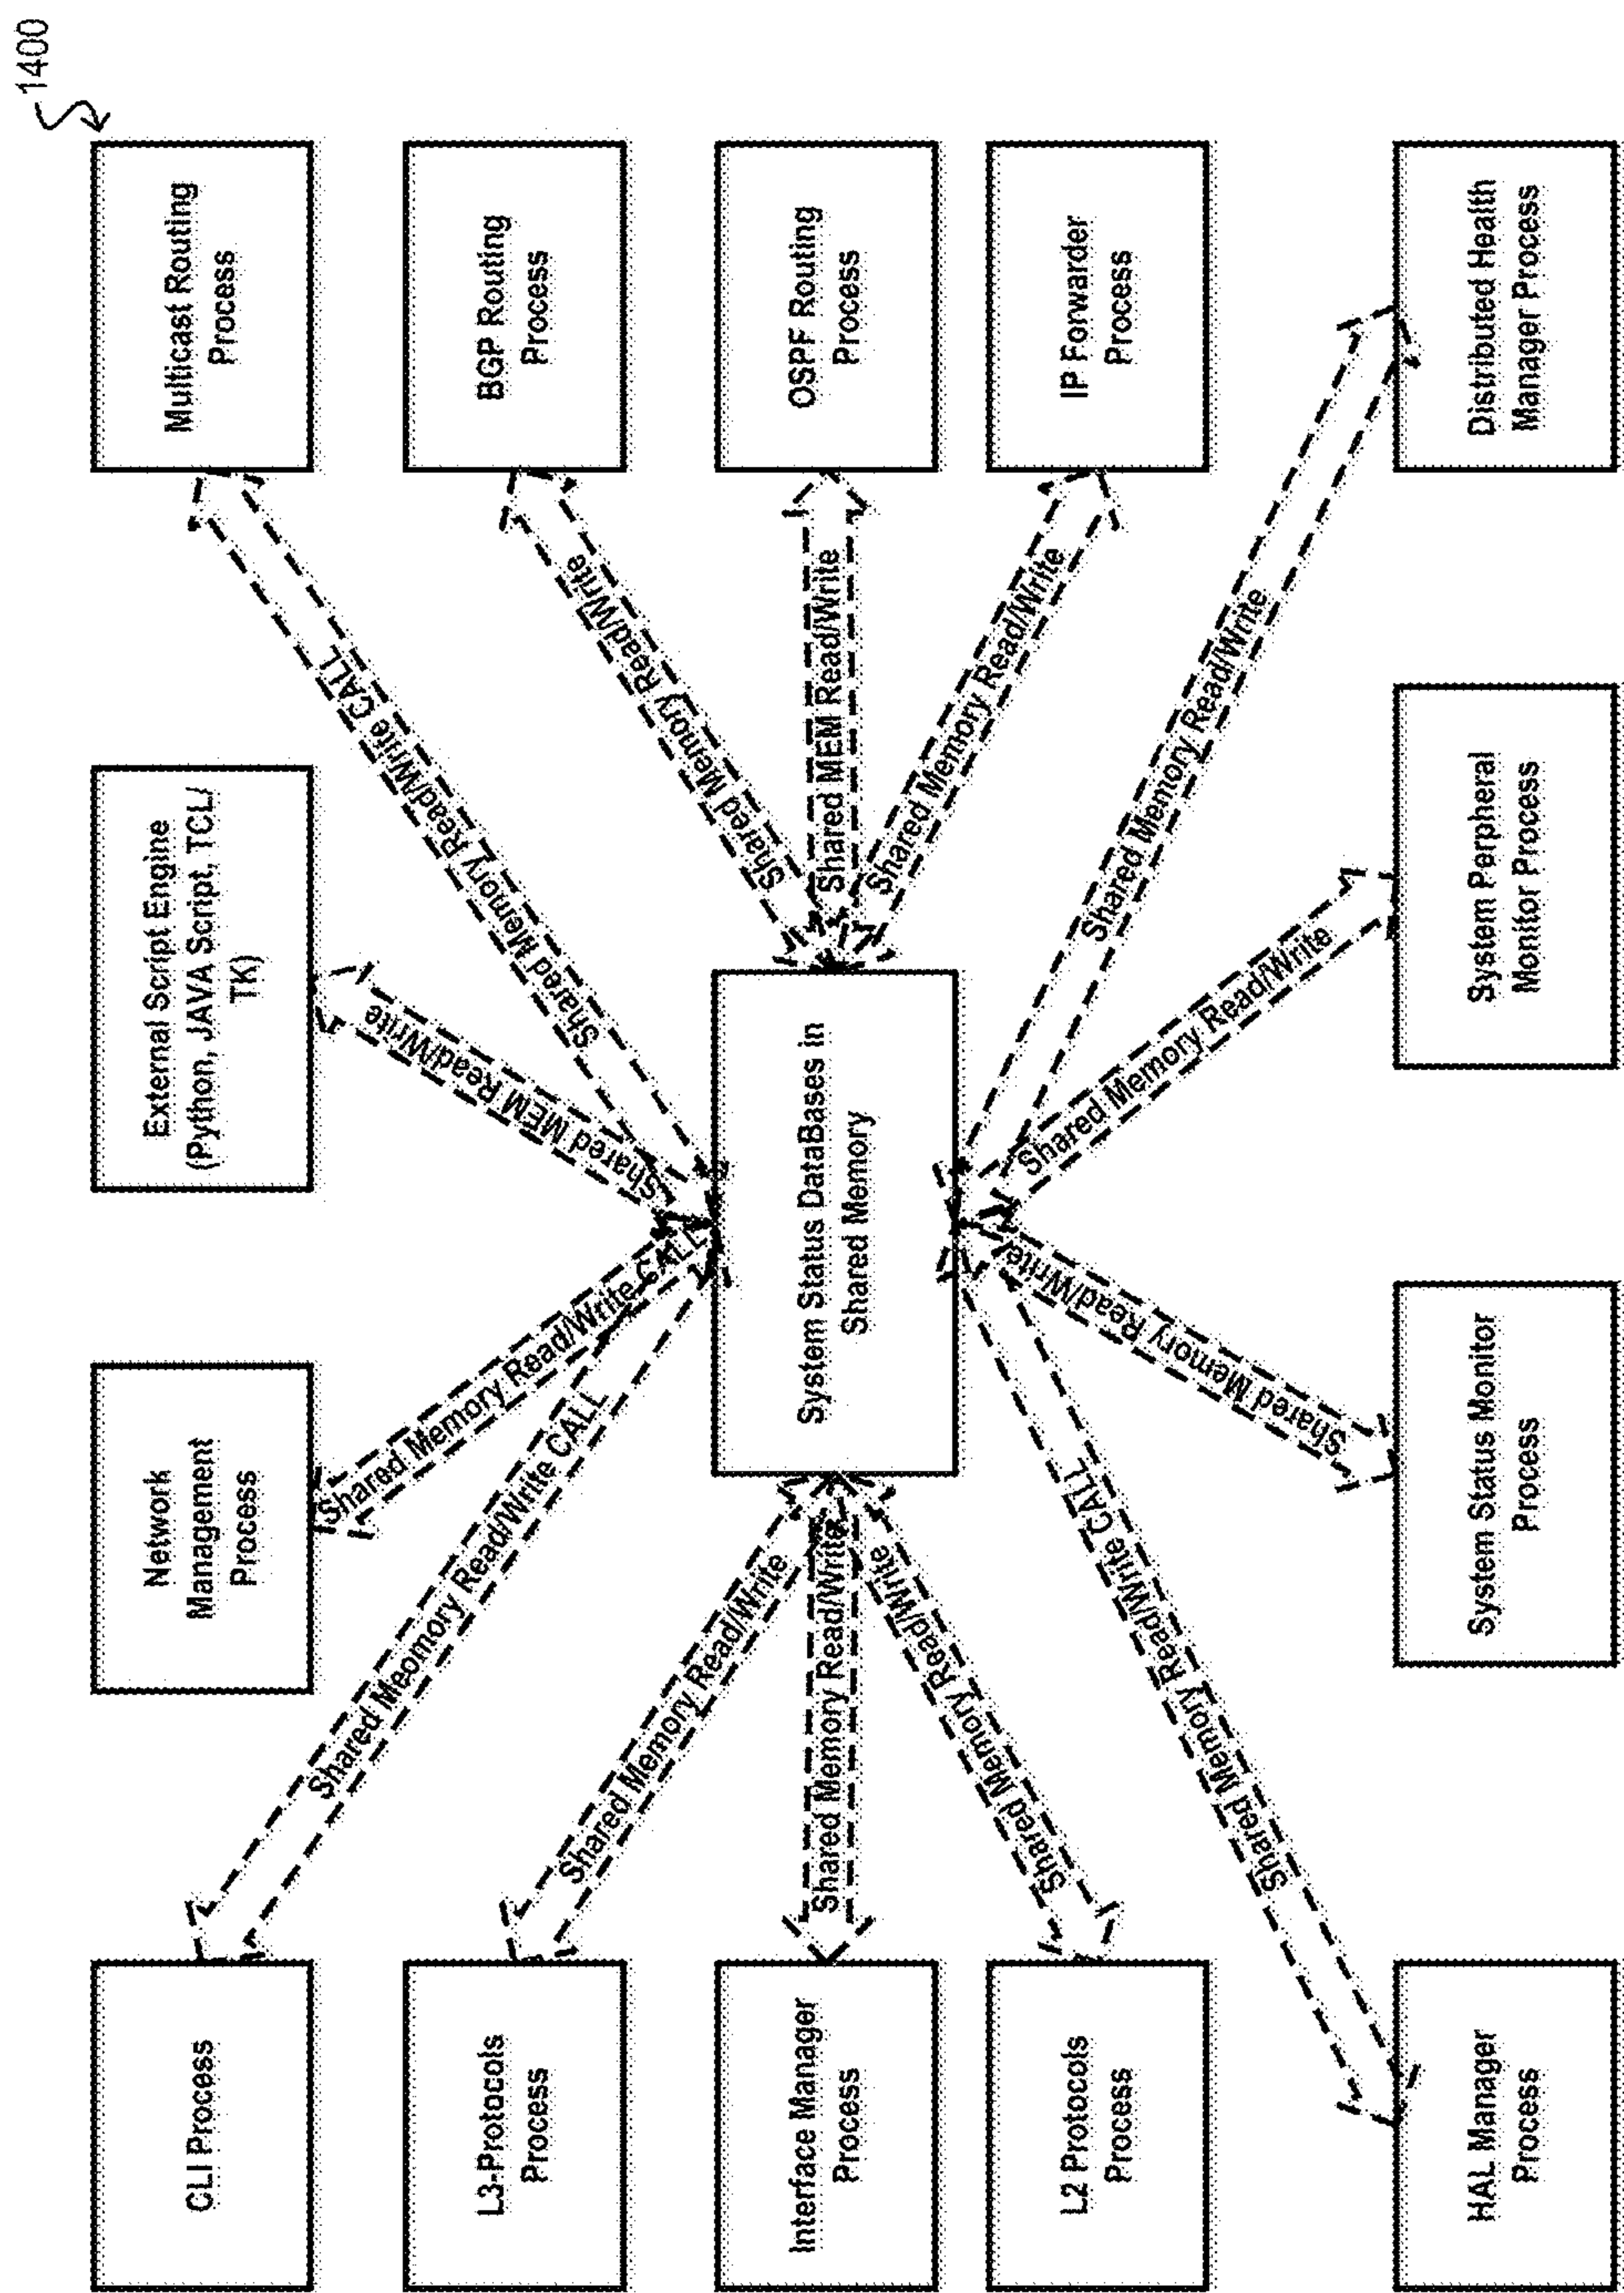 1400
CLI Process
Network
Management
Process
External Script Engine
(Python, JAVA Script, TCL/
TK)
Multicast Routing
Process
Shared Meomory Read/Write CALL
Shared Memory Read/Write CALL
Shared MEM Read/Write
Shared Memory Read/Write CALL
L3-Protocols
Process
Shared Memory Read/Write
Shared Memory Read/Write
BGP Routing
Process
Interface Manager
Process
Shared Memory Read/Write
System Status DataBases in
Shared Memory
Shared MEM Read/Write
OSPF Routing
Process
L2 Protocols
Process
Shared Memory Read/Write
Shared Memory Read/Write
IP Forwarder
Process
Shared Memory Read/Write CALL
Shared Memory Read/Write
Shared Memory Read/Write
Shared Memory Read/Write
HAL Manager
Process
System Status Monitor
Process
System Perpheral
Monitor Process
Distributed Health
Manager Process